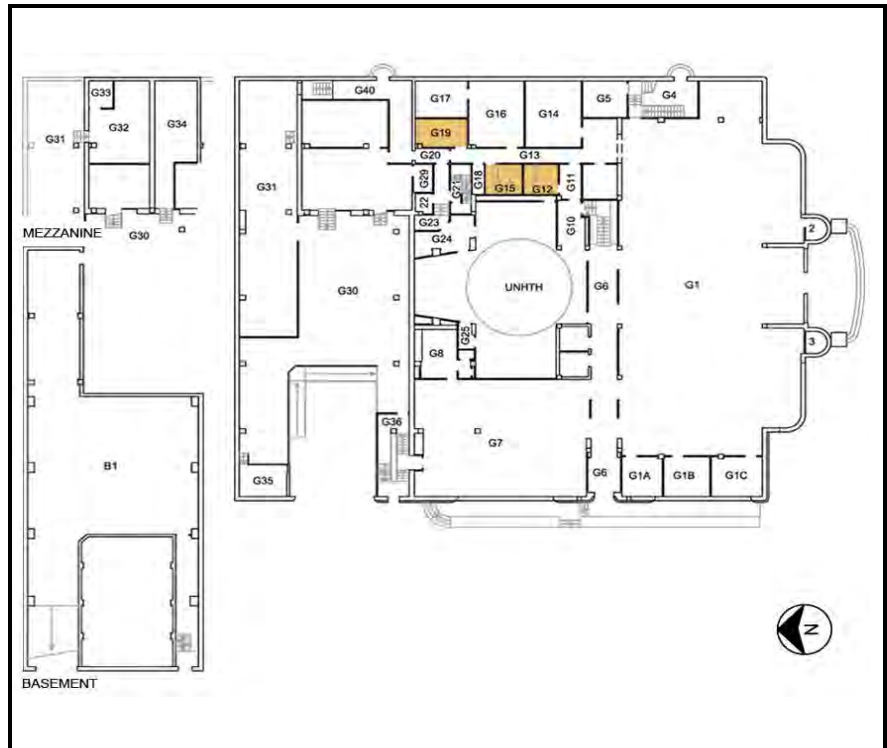 G33
G40
G17
G5
G4
G31
G32
G34
G16
G14
G19
G20
G13
G31
G29
G21
G18
G15
G12
G11
22
G23
G10
2
MEZZANINE
G30
G24
G30
UNHTH
G6
G1
G25
G8
3
G36
G7
B1
G35
G6
G1A
G1B
G1C
N
BASEMENT